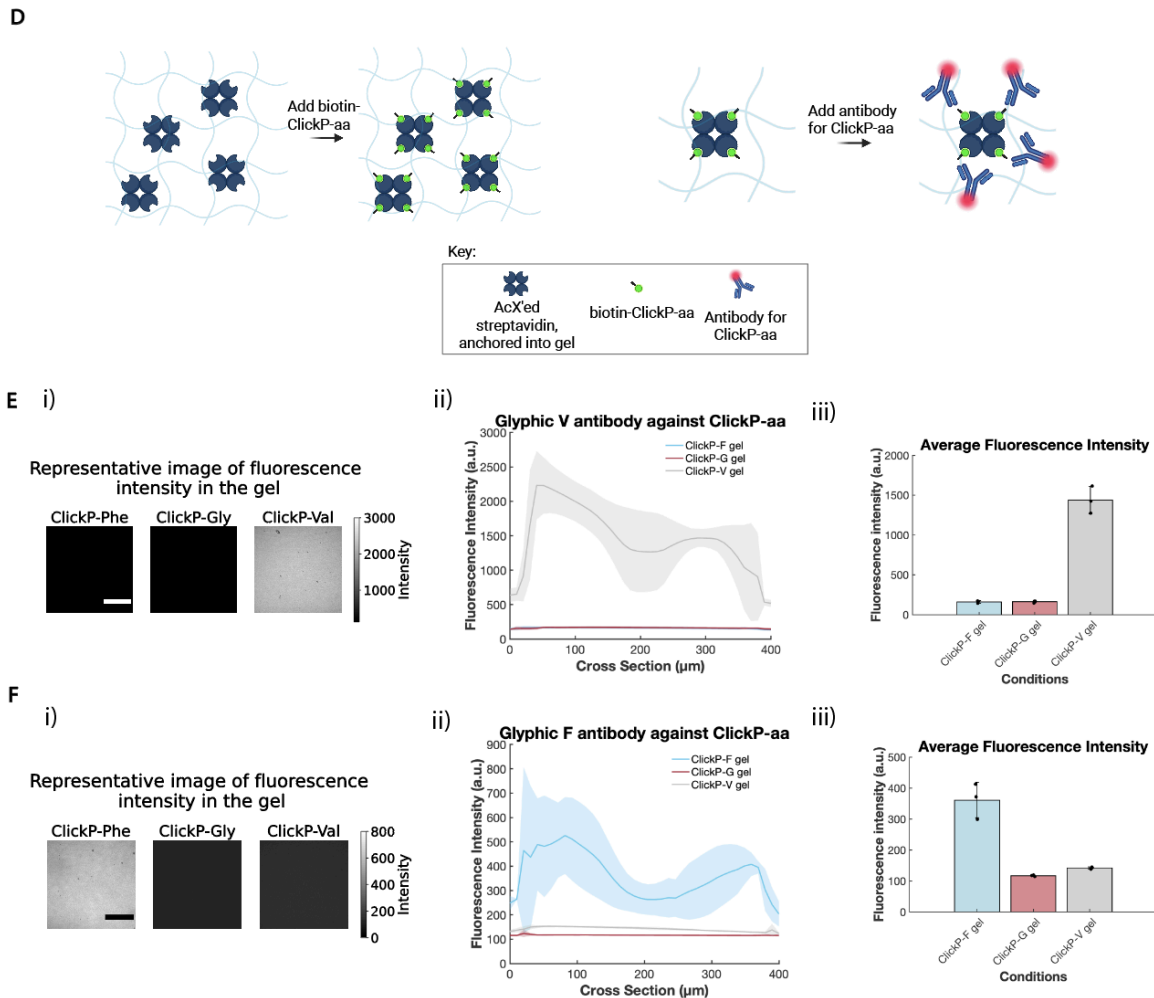 D
Add biotin-
ClickP-aa
Add antibody
for ClickP-aa
Key:
AcX'ed
streptavidin,
anchored into gel
biotin-ClickP-aa
Antibody for
ClickP-aa
E
i)
Representative image of fluorescence
intensity in the gel
ClickP-Phe
ClickP-Gly
ClickP-Val
3000
2000
1000
Intensity
ii)
Glyphic V antibody against ClickP-aa
3000
2500
2000
1500
1000
500
0
Fluorescence Intensity (a.u.)
ClickP-F gel
ClickP-G gel
ClickP-V gel
0
100
200
300
400
Cross Section (µm)
iii)
Average Fluorescence Intensity
2000
1500
1000
500
0
Fluorescence intensity (a.u.)
ClickP-F gel
ClickP-G gel
ClickP-V gel
Conditions
F
i)
Representative image of fluorescence
intensity in the gel
ClickP-Phe
ClickP-Gly
ClickP-Val
800
600
400
200
0
Intensity
ii)
Glyphic F antibody against ClickP-aa
900
800
700
600
500
400
300
200
100
0
Fluorescence Intensity (a.u.)
ClickP-F gel
ClickP-G gel
ClickP-V gel
0
100
200
300
400
Cross Section (µm)
iii)
Average Fluorescence Intensity
500
400
300
200
100
0
Fluorescence intensity (a.u.)
ClickP-F gel
ClickP-G gel
ClickP-V gel
Conditions